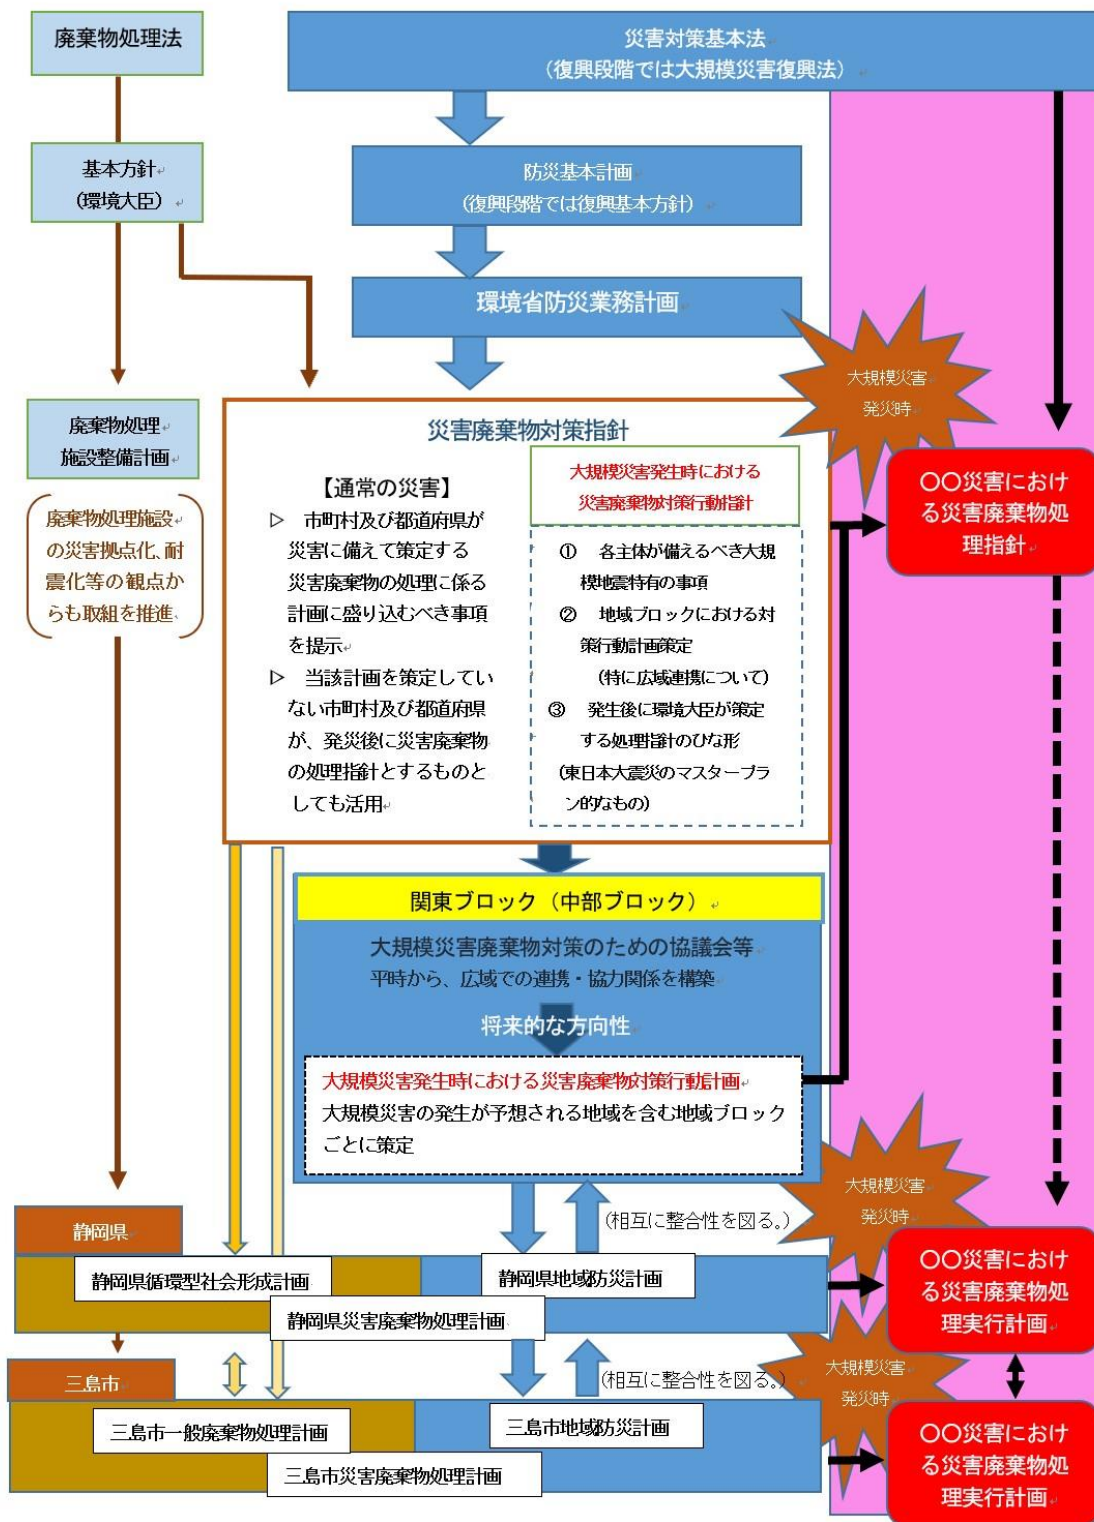 廃棄物処理法
災害対策基本法
（復興段階では大規模災害復興法）
基本方針
（環境大臣）
防災基本計画
（復興段階では復興基本方針）
環境省防災業務計画
大規模災害
発災時
廃棄物処理
施設整備計画
廃棄物処理施設
の災害拠点化、耐
震化等の観点か
らも取組を推進
災害廃棄物対策指針
【通常の災害】
▷ 市町村及び都道府県が
災害に備えて策定する
災害廃棄物の処理に係る
計画に盛り込むべき事項
を提示
▷ 当該計画を策定してい
ない市町村及び都道府県
が、発災後に災害廃棄物
の処理指針とするものと
しても活用
大規模災害発生時における
災害廃棄物対策行動指針
① 各主体が備えるべき大規
模地震特有の事項
② 地域ブロックにおける対
策行動計画策定
（特に広域連携について）
③ 発生後に環境大臣が策定
する処理指針のひな形
（東日本大震災のマスタープラ
ン的なもの）
〇〇災害におけ
る災害廃棄物処
理指針
関東ブロック（中部ブロック）
大規模災害廃棄物対策のための協議会等
平時から、広域での連携・協力関係を構築
将来的な方向性
大規模災害発生時における災害廃棄物対策行動計画
大規模災害の発生が予想される地域を含む地域ブロック
ごとに策定
大規模災害
発災時
（相互に整合性を図る。）
静岡県
静岡県循環型社会形成計画
静岡県地域防災計画
静岡県災害廃棄物処理計画
〇〇災害におけ
る災害廃棄物処
理実行計画
大規模災害
発災時
（相互に整合性を図る。）
三島市
三島市一般廃棄物処理計画
三島市地域防災計画
三島市災害廃棄物処理計画
〇〇災害におけ
る災害廃棄物処
理実行計画